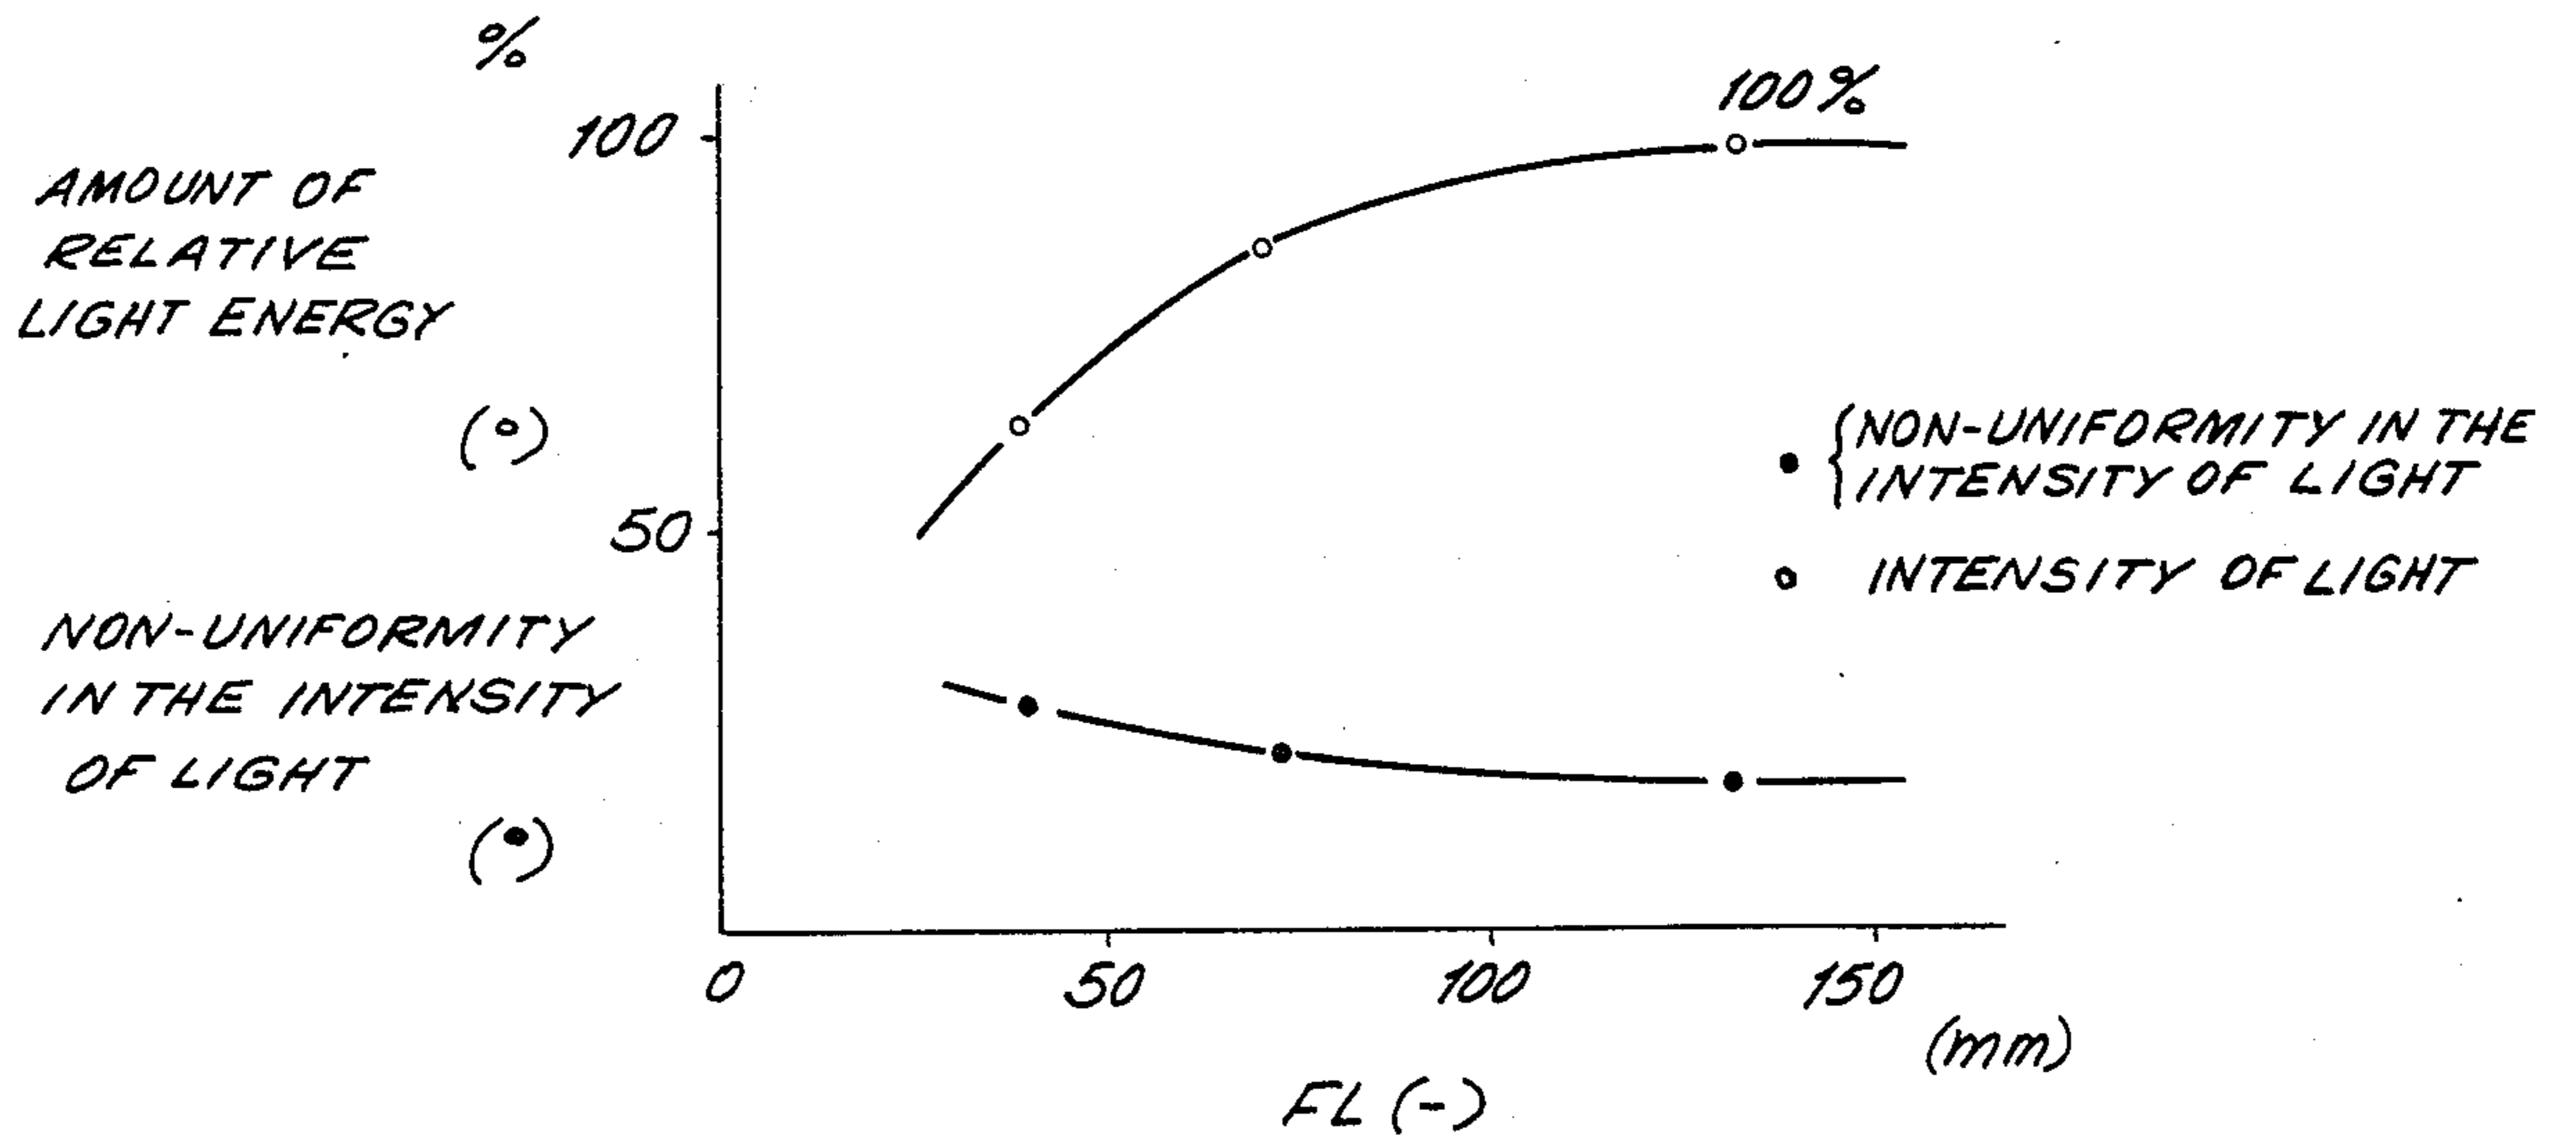 %
100
100%
AMOUNT OF
RELATIVE
LIGHT ENERGY
(○)
50
NON-UNIFORMITY
IN THE INTENSITY
OF LIGHT
(●)
● {NON-UNIFORMITY IN THE
INTENSITY OF LIGHT
○ INTENSITY OF LIGHT
0 50 100 150
(mm)
FL (-)